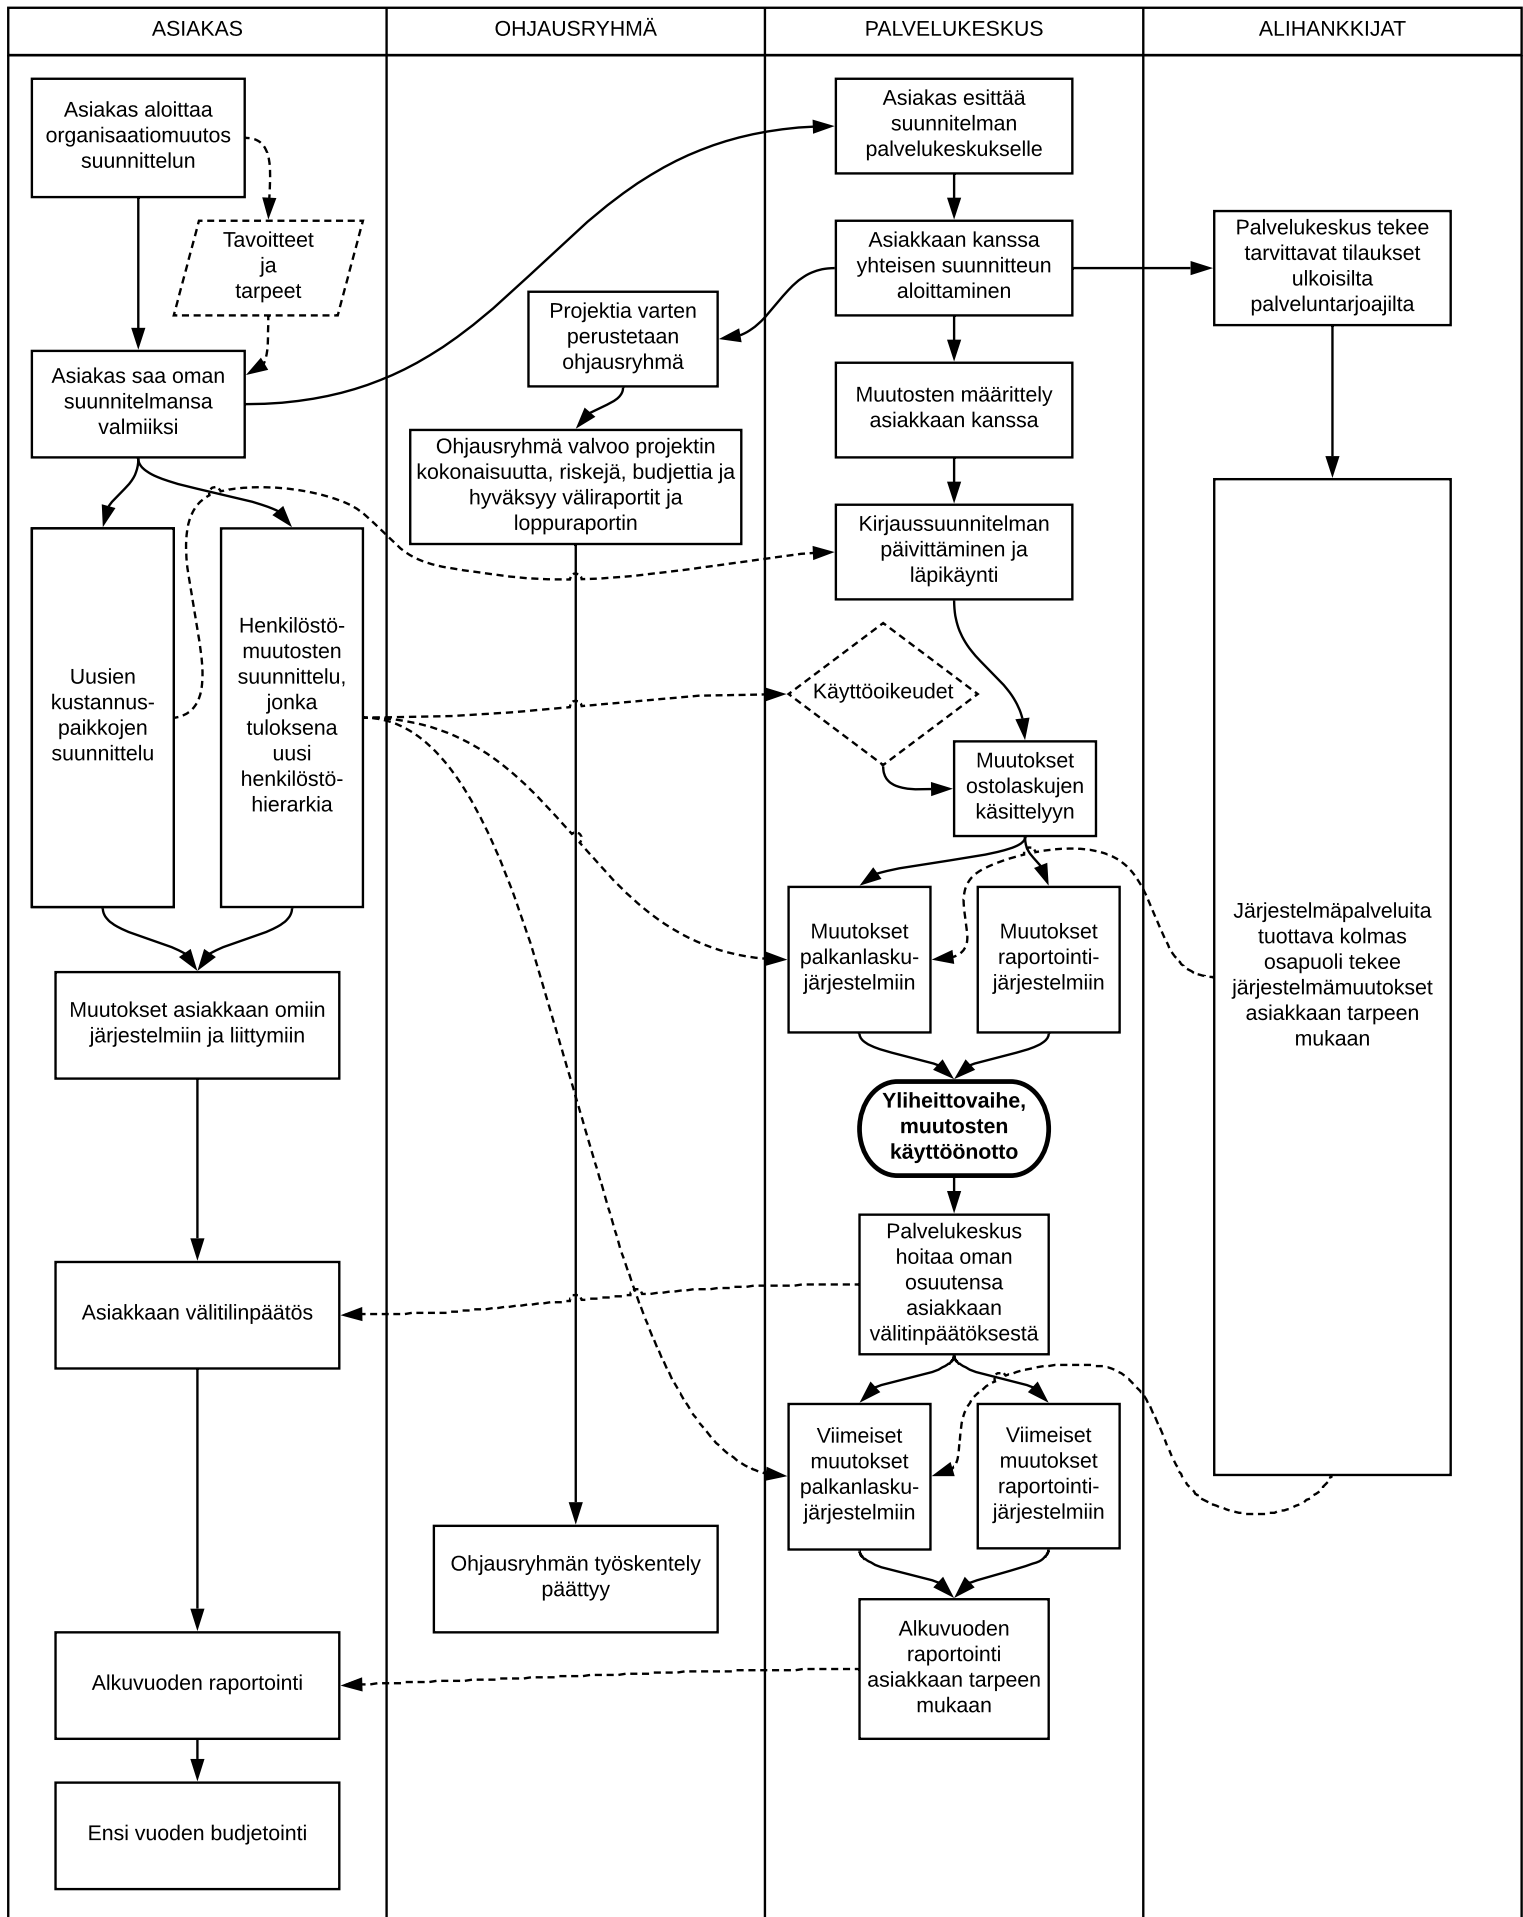 ASIAKAS
OHJAUSRYHMÄ
PALVELUKESKUS
ALIHANKKIJAT
Asiakas aloittaa
organisaatiomuutos
suunnittelun
Tavoitteet
ja
tarpeet
Asiakas saa oman
suunnitelmansa
valmiiksi
Uusien
kustannus-
paikkojen
suunnittelu
Henkilöstö-
muutosten
suunnittelu,
jonka
tuloksena
uusi
henkilöstö-
hierarkia
Muutokset asiakkaan omiin
järjestelmiin ja liittymiin
Asiakkaan välitilinpäätös
Alkuvuoden raportointi
Ensi vuoden budjetointi
Projektia varten
perustetaan
ohjausryhmä
Ohjausryhmä valvoo projektin
kokonaisuutta, riskejä, budjettia ja
hyväksyy väliraportit ja
loppuraportin
Ohjausryhmän työskentely
päättyy
Asiakas esittää
suunnitelman
palvelukeskukselle
Asiakkaan kanssa
yhteisen suunnitteun
aloittaminen
Muutosten määrittely
asiakkaan kanssa
Kirjaussuunnitelman
päivittäminen ja
läpikäynti
Käyttöoikeudet
Muutokset
ostolaskujen
käsittelyyn
Muutokset
palkanlasku-
järjestelmiin
Muutokset
raportointi-
järjestelmiin
Yliheittovaihe,
muutosten
käyttöönotto
Palvelukeskus
hoitaa oman
osuutensa
asiakkaan
välitinpäätöksestä
Viimeiset
muutokset
palkanlasku-
järjestelmiin
Viimeiset
muutokset
raportointi-
järjestelmiin
Alkuvuoden
raportointi
asiakkaan tarpeen
mukaan
Palvelukeskus tekee
tarvittavat tilaukset
ulkoisilta
palveluntarjoajilta
Järjestelmäpalveluita
tuottava kolmas
osapuoli tekee
järjestelmämuutokset
asiakkaan tarpeen
mukaan